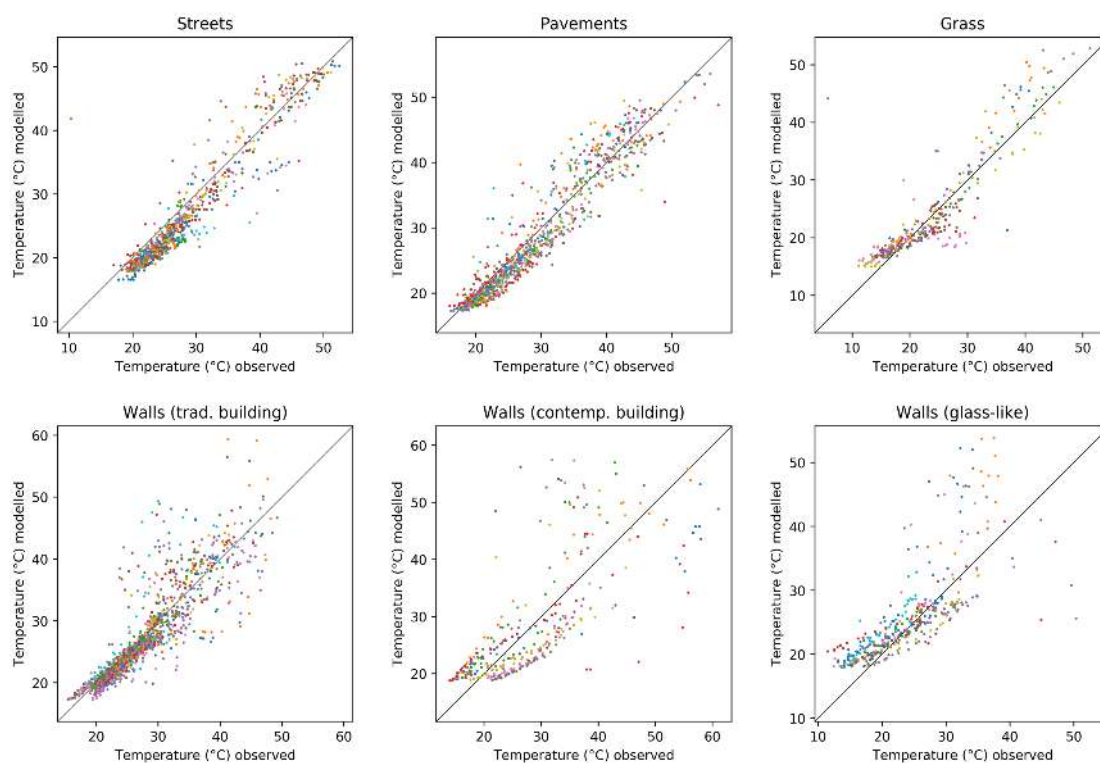 Streets
Pavements
Grass
Temperature (°C) modelled
50
40
30
20
10
10 20 30 40 50
Temperature (°C) observed
Temperature (°C) modelled
50
40
30
20
20 30 40 50
Temperature (°C) observed
Temperature (°C) modelled
50
40
30
20
10
10 20 30 40 50
Temperature (°C) observed
Walls (trad. building)
Walls (contemp. building)
Walls (glass-like)
Temperature (°C) modelled
60
50
40
30
20
20 30 40 50 60
Temperature (°C) observed
Temperature (°C) modelled
60
50
40
30
20
20 30 40 50 60
Temperature (°C) observed
Temperature (°C) modelled
50
40
30
20
10
10 20 30 40 50
Temperature (°C) observed